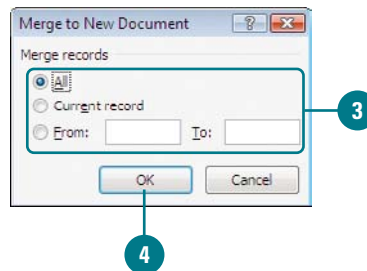 Merge to New Document ?
Merge records
All
Current record
From: To:
3
OK Cancel
4